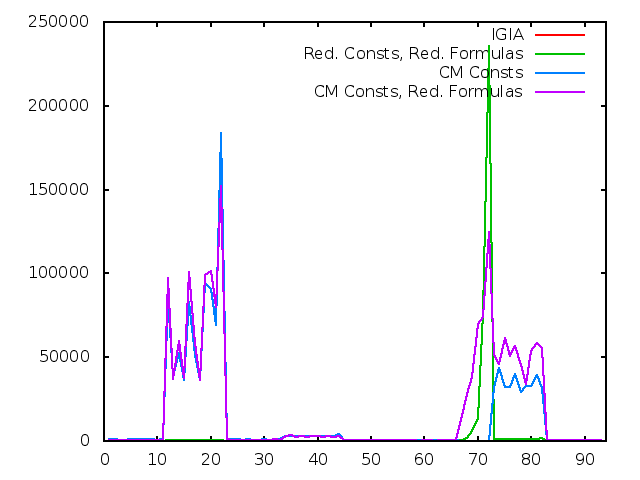 250000
IGIA
Red. Consts, Red. Formulas
CM Consts
CM Consts, Red. Formulas
200000
150000
100000
50000
0
0 10 20 30 40 50 60 70 80 90